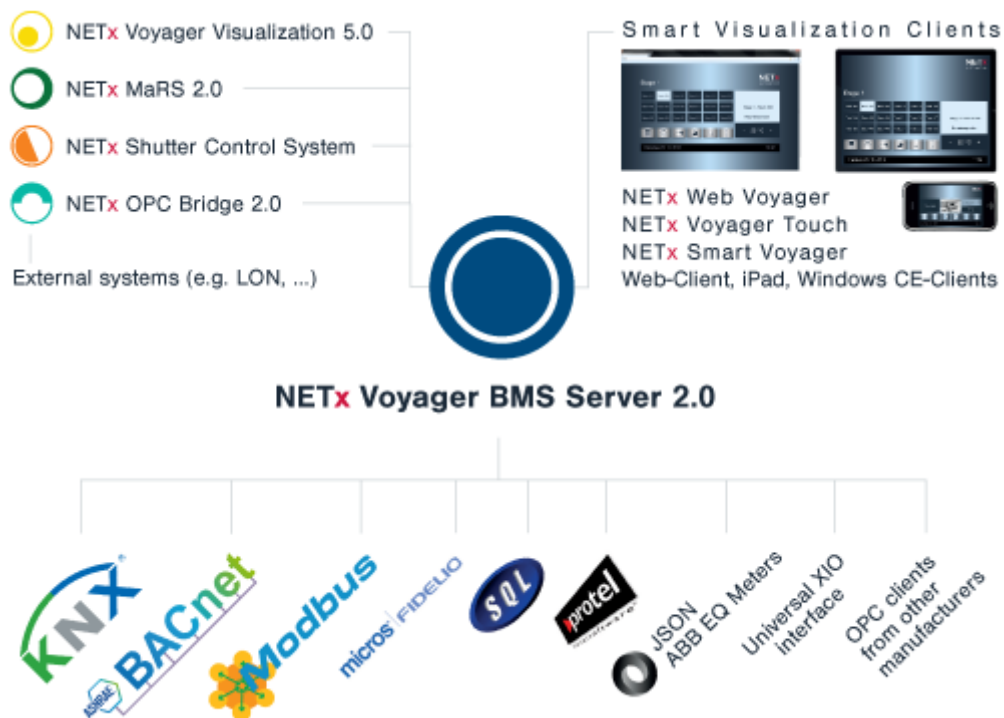 NETx Voyager Visualization 5.0
NETx MaRS 2.0
NETx Shutter Control System
NETx OPC Bridge 2.0
External systems (e.g. LON, ...)
Smart Visualization Clients
NETx
NETx
NETx Web Voyager
NETx Voyager Touch
NETx Smart Voyager
Web-Client, iPad, Windows CE-Clients
NETx Voyager BMS Server 2.0
KNX®
ASHRAE BACnet
Modbus
micros FIDELIO
SQL
protel
JSON
ABB EQ Meters
Universal XIO
interface
OPC clients
from other
manufacturers